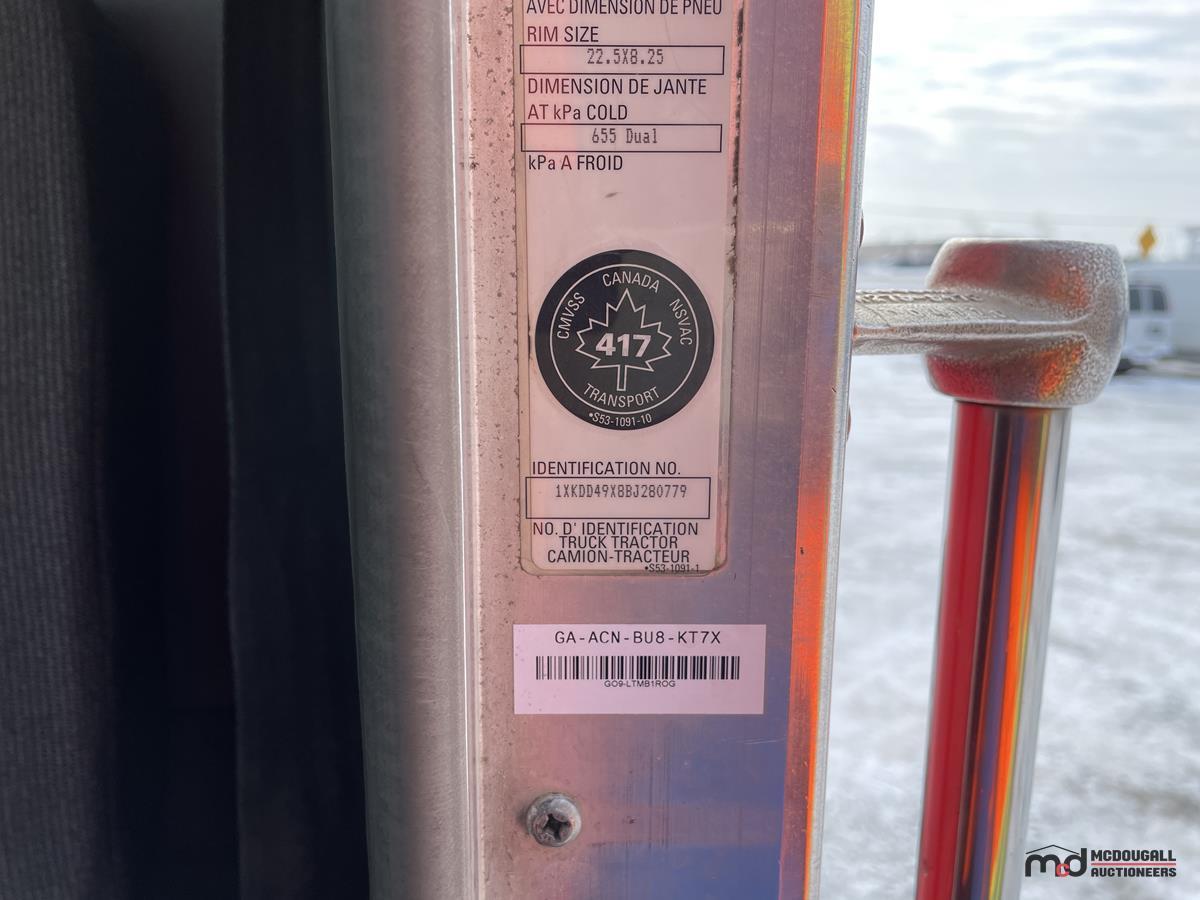 AVEC DIMENSION DE PNEU
RIM SIZE
22.5X8.25
DIMENSION DE JANTE
AT kPa COLD
655 Dual
kPa A FROID
CMVSS CANADA NSVAC
417
TRANSPORT
•S53-1091-10
IDENTIFICATION NO.
1XKDD49X8BJ280779
NO. D' IDENTIFICATION
TRUCK TRACTOR
CAMION-TRACTEUR
•S53-1091-1
GA-ACN-BU8-KT7X
GO9-LTMB1ROG
mcd MCDOUGALL
AUCTIONEERS